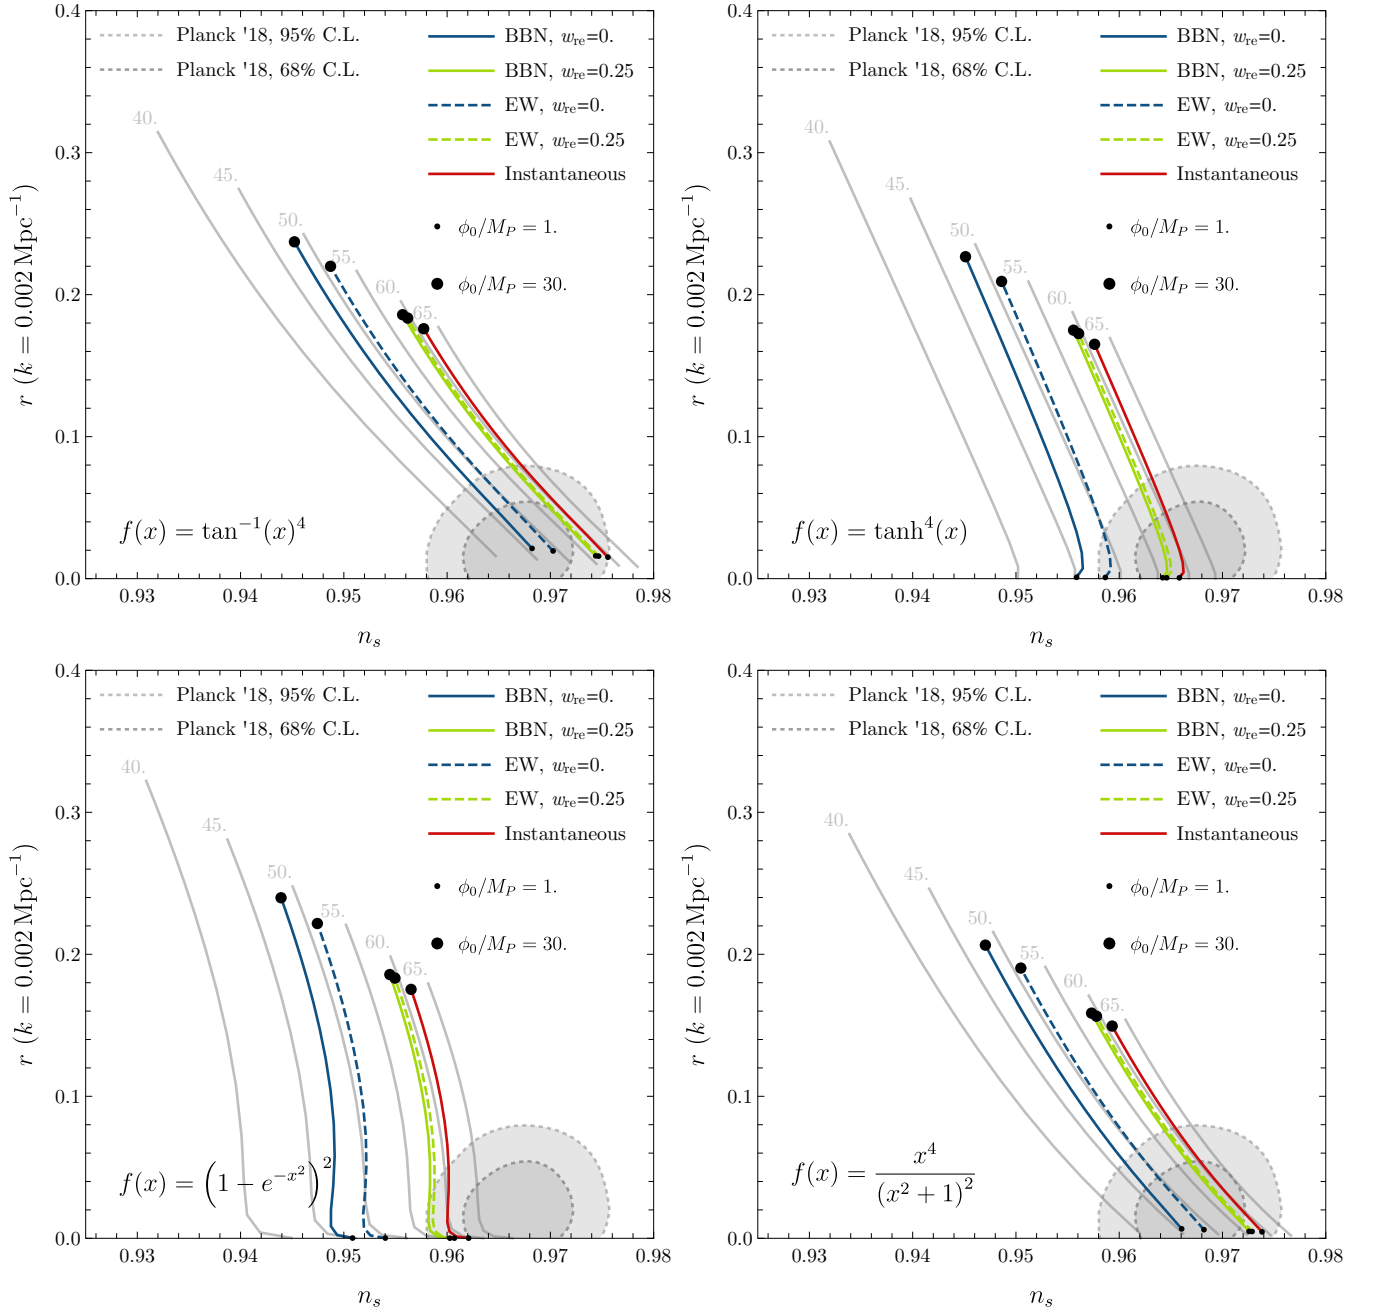 Planck '18, 95% C.L.
Planck '18, 68% C.L.
BBN, w_re=0.
BBN, w_re=0.25
EW, w_re=0.
EW, w_re=0.25
Instantaneous
ϕ_0/M_P = 1.
ϕ_0/M_P = 30.
40.
45.
50.
55.
60.
65.
f(x) = tan^{-1}(x)^4
r (k = 0.002 Mpc^{-1})
0.4
0.3
0.2
0.1
0.0
0.93 0.94 0.95 0.96 0.97 0.98
n_s
Planck '18, 95% C.L.
Planck '18, 68% C.L.
BBN, w_re=0.
BBN, w_re=0.25
EW, w_re=0.
EW, w_re=0.25
Instantaneous
ϕ_0/M_P = 1.
ϕ_0/M_P = 30.
40.
45.
50.
55.
60.
65.
f(x) = tanh^4(x)
r (k = 0.002 Mpc^{-1})
0.4
0.3
0.2
0.1
0.0
0.93 0.94 0.95 0.96 0.97 0.98
n_s
Planck '18, 95% C.L.
Planck '18, 68% C.L.
BBN, w_re=0.
BBN, w_re=0.25
EW, w_re=0.
EW, w_re=0.25
Instantaneous
ϕ_0/M_P = 1.
ϕ_0/M_P = 30.
40.
45.
50.
55.
60.
65.
f(x) = (1 − e^{−x^2})^2
r (k = 0.002 Mpc^{-1})
0.4
0.3
0.2
0.1
0.0
0.93 0.94 0.95 0.96 0.97 0.98
n_s
Planck '18, 95% C.L.
Planck '18, 68% C.L.
BBN, w_re=0.
BBN, w_re=0.25
EW, w_re=0.
EW, w_re=0.25
Instantaneous
ϕ_0/M_P = 1.
ϕ_0/M_P = 30.
40.
45.
50.
55.
60.
65.
f(x) = x^4 / (x^2 + 1)^2
r (k = 0.002 Mpc^{-1})
0.4
0.3
0.2
0.1
0.0
0.93 0.94 0.95 0.96 0.97 0.98
n_s